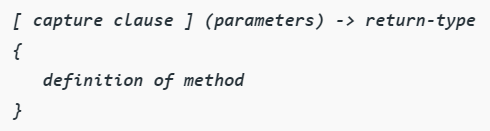 [ capture clause ] (parameters) -> return-type
{
definition of method
}